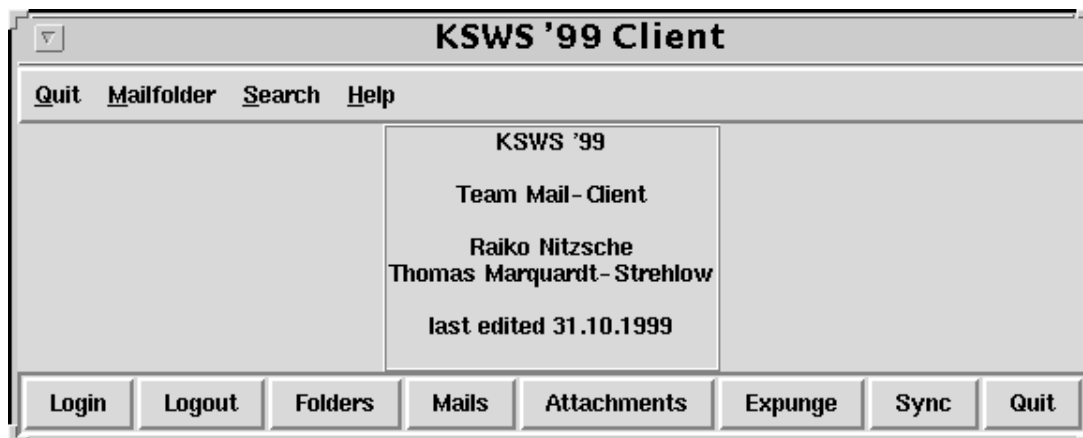 KSWS '99 Client
Quit Mailfolder Search Help
KSWS '99
Team Mail-Client
Raiko Nitzsche
Thomas Marquardt-Strehlow
last edited 31.10.1999
Login Logout Folders Mails Attachments Expunge Sync Quit